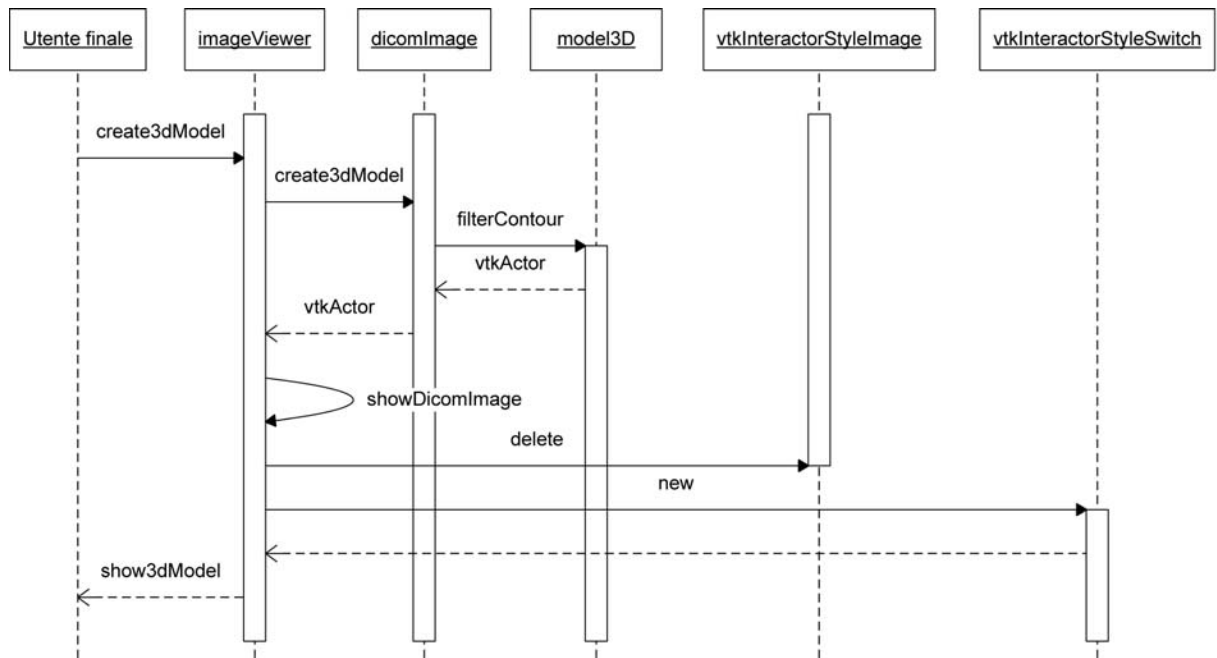 Utente finale
imageViewer
dicomImage
model3D
vtkInteractorStyleImage
vtkInteractorStyleSwitch
create3dModel
create3dModel
filterContour
vtkActor
vtkActor
showDicomImage
delete
new
show3dModel